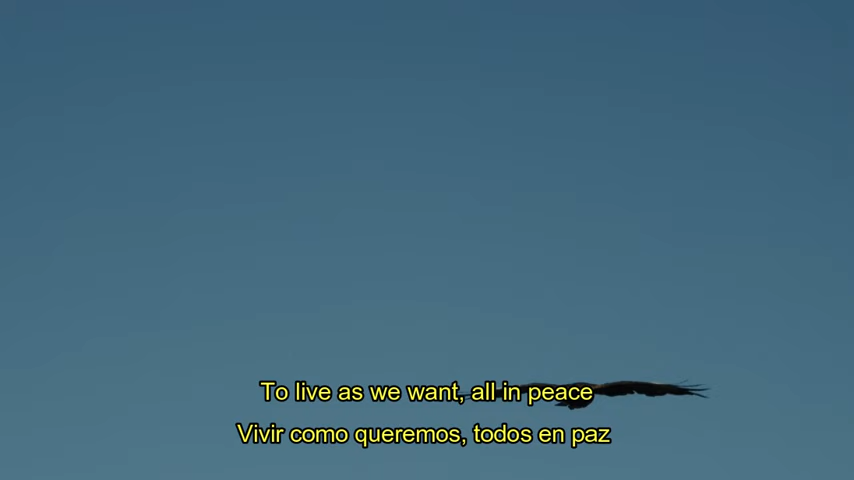 To live as we want, all in peace
Vivir como queremos, todos en paz